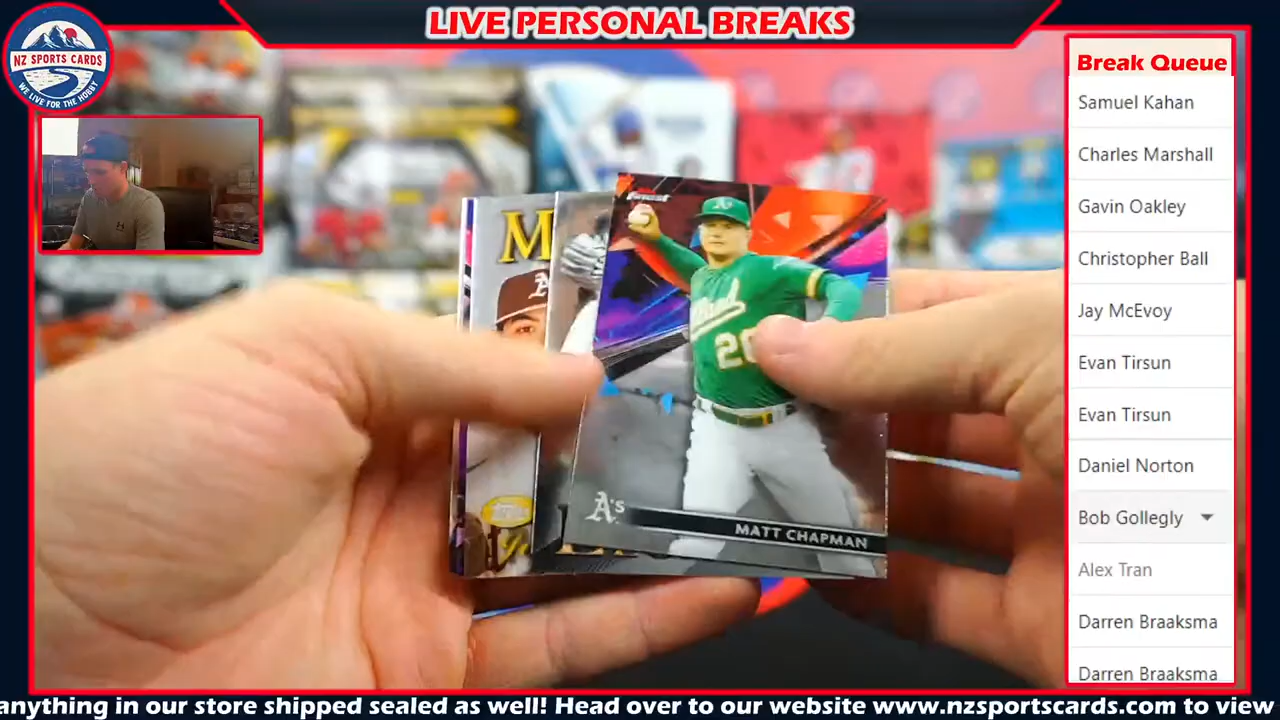 LIVE PERSONAL BREAKS
NZ SPORTS CARDS
WE LIVE FOR THE HOBBY
Break Queue
Samuel Kahan
Charles Marshall
Gavin Oakley
Christopher Ball
Jay McEvoy
Evan Tirsun
Evan Tirsun
Daniel Norton
Bob Gollegly
Alex Tran
Darren Braaksma
Darren Braaksma
Finest
M
A's
20
A's
MATT CHAPMAN
anything in our store shipped sealed as well! Head over to our website www.nzsportscards.com to view